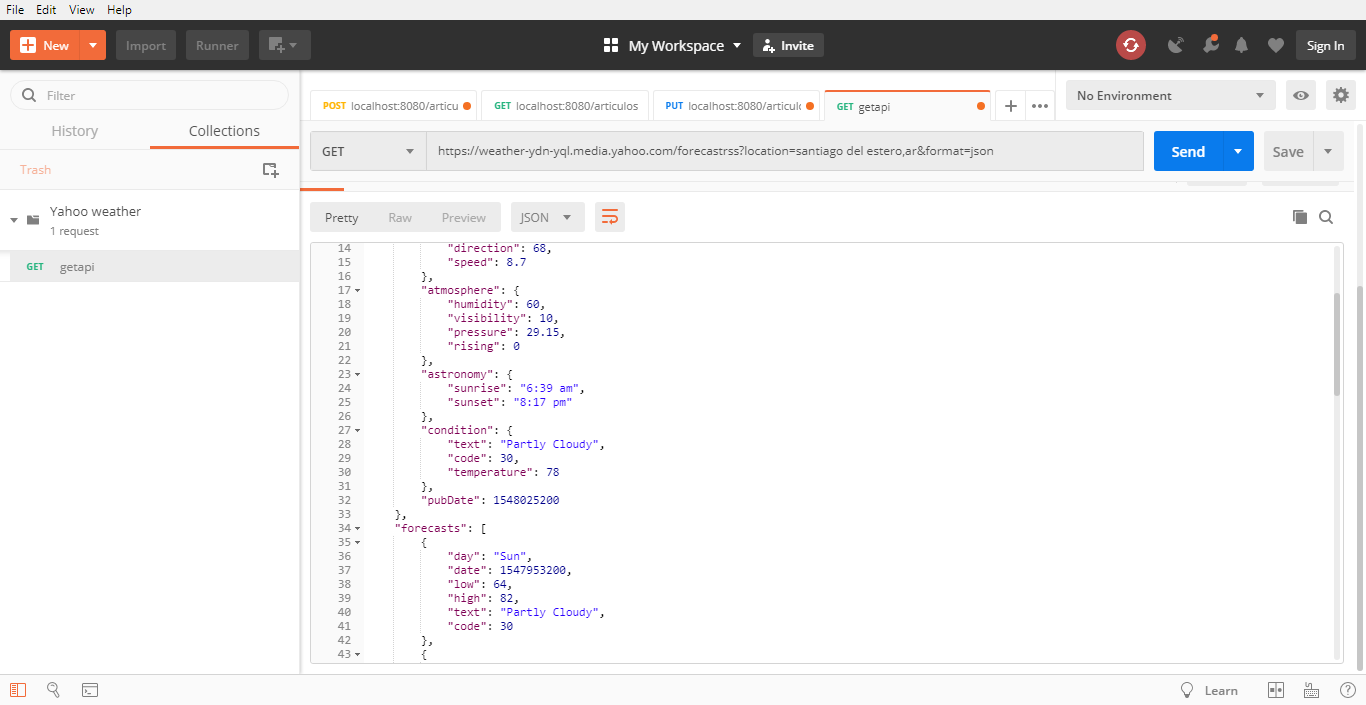 File Edit View Help
New Import Runner My Workspace Invite Sign In
Filter
History Collections
Trash
Yahoo weather
1 request
GET getapi
POST localhost:8080/articu GET localhost:8080/articulos PUT localhost:8080/articulo GET getapi No Environment
GET https://weather-ydn-yql.media.yahoo.com/forecastrss?location=santiago del estero,ar&format=json Send Save
Pretty Raw Preview JSON
14 "direction": 68,
15 "speed": 8.7
16 },
17 "atmosphere": {
18 "humidity": 60,
19 "visibility": 10,
20 "pressure": 29.15,
21 "rising": 0
22 },
23 "astronomy": {
24 "sunrise": "6:39 am",
25 "sunset": "8:17 pm"
26 },
27 "condition": {
28 "text": "Partly Cloudy",
29 "code": 30,
30 "temperature": 78
31 },
32 "pubDate": 1548025200
33 },
34 "forecasts": [
35 {
36 "day": "Sun",
37 "date": 1547953200,
38 "low": 64,
39 "high": 82,
40 "text": "Partly Cloudy",
41 "code": 30
42 },
43 {
Learn